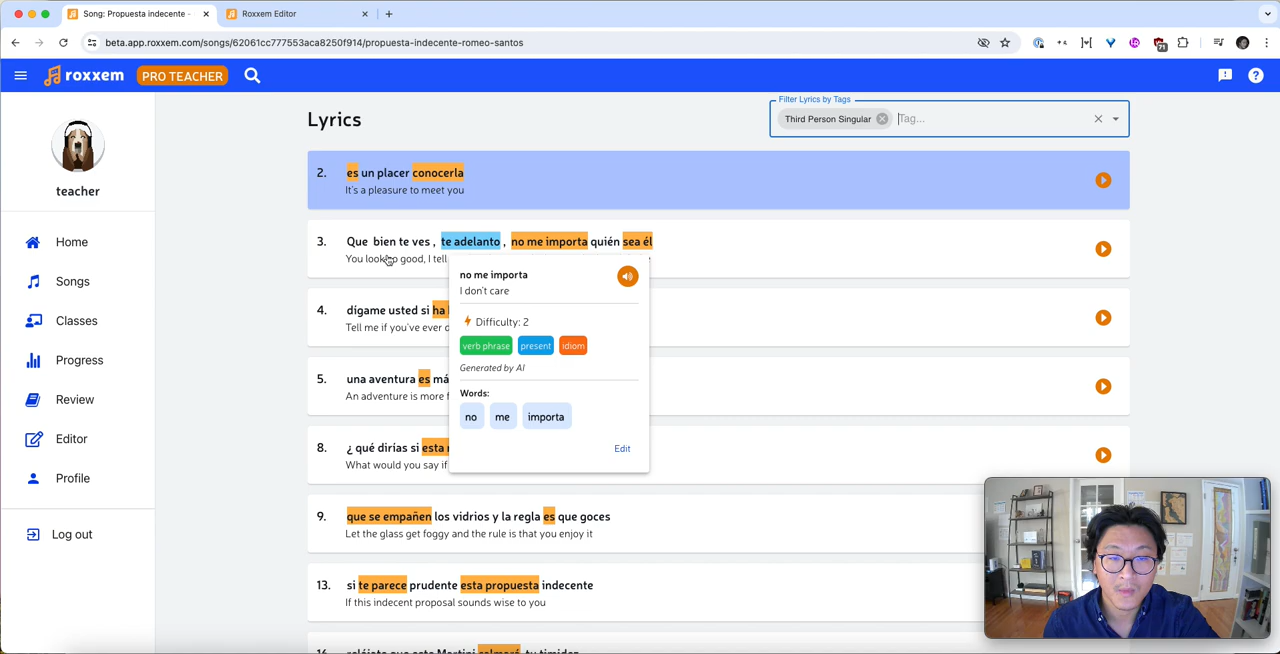 Song: Propuesta indecente -
Roxxem Editor
beta.app.roxxem.com/songs/62061cc777553aca8250f914/propuesta-indecente-romeo-santos
71
roxxem
PRO TEACHER
teacher
Home
Songs
Classes
Progress
Review
Editor
Profile
Log out
Lyrics
Filter Lyrics by Tags
Third Person Singular
Tag...
2. es un placer conocerla
It's a pleasure to meet you
3. Que bien te ves , te adelanto , no me importa quién sea él
You look so good, I tell
4. dígame usted si ha
Tell me if you've ever
5. una aventura es
An adventure is more
8. ¿ qué dirías si esta
What would you say if
no me importa
I don't care
Difficulty: 2
verb phrase present idiom
Generated by AI
Words:
no me importa
Edit
9. que se empañen los vidrios y la regla es que goces
Let the glass get foggy and the rule is that you enjoy it
13. si te parece prudente esta propuesta indecente
If this indecent proposal sounds wise to you